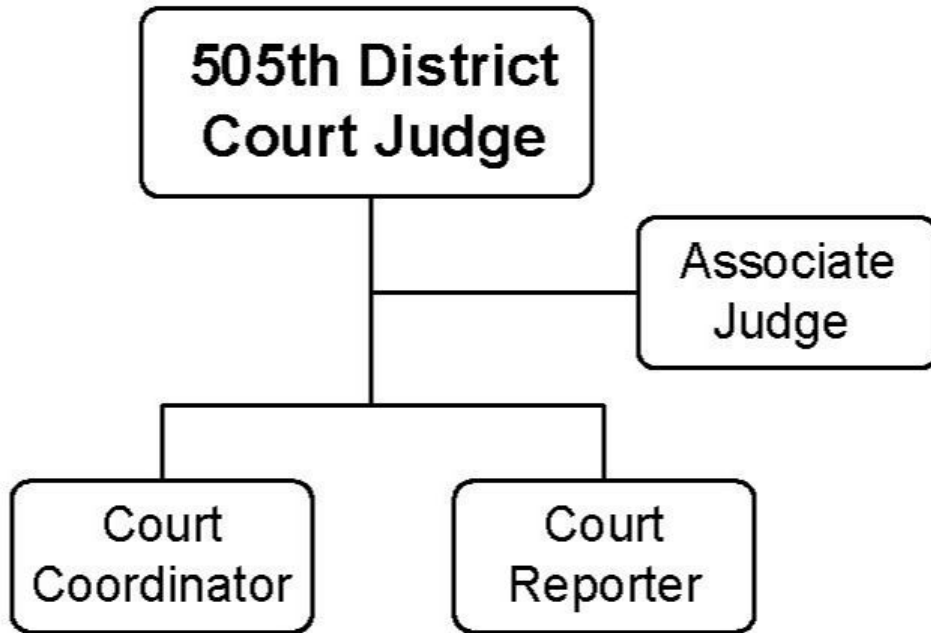 505th District
Court Judge
Associate
Judge
Court
Coordinator
Court
Reporter